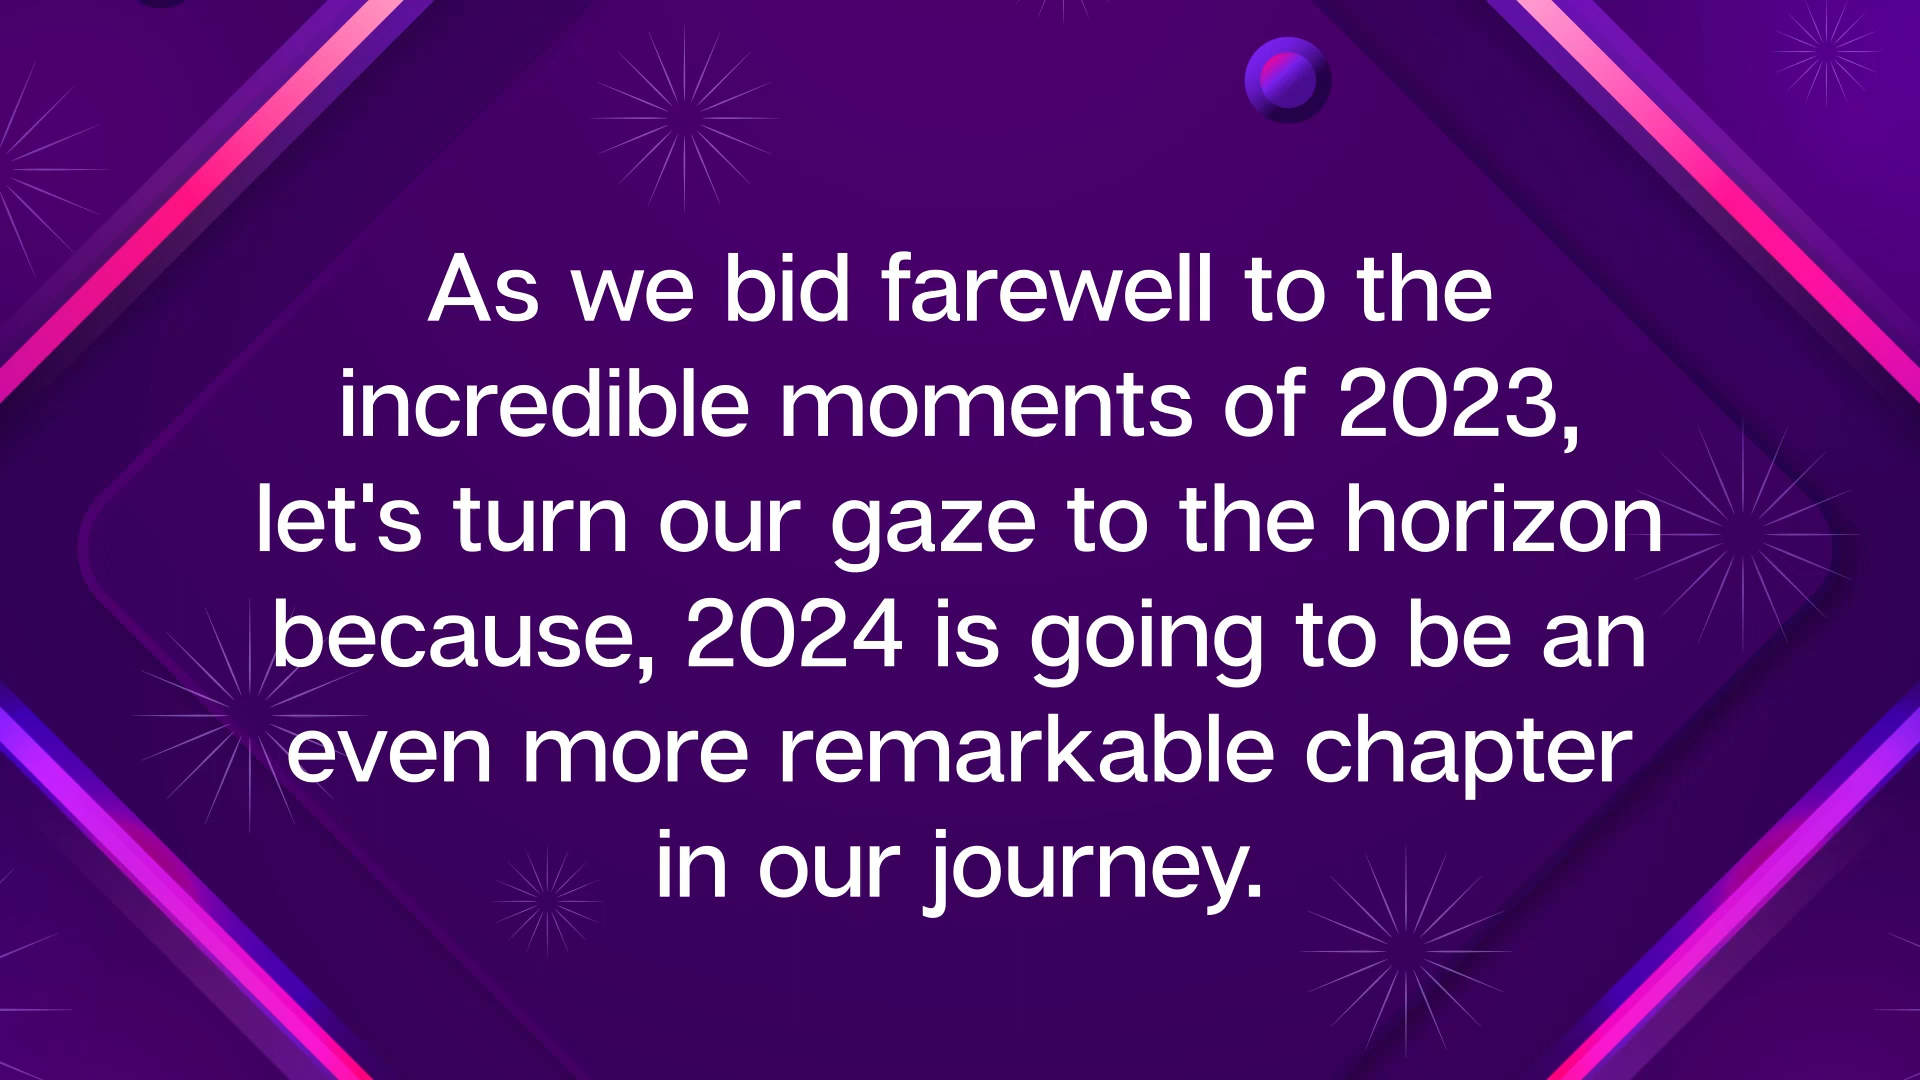 As we bid farewell to the
incredible moments of 2023,
let's turn our gaze to the horizon
because, 2024 is going to be an
even more remarkable chapter
in our journey.